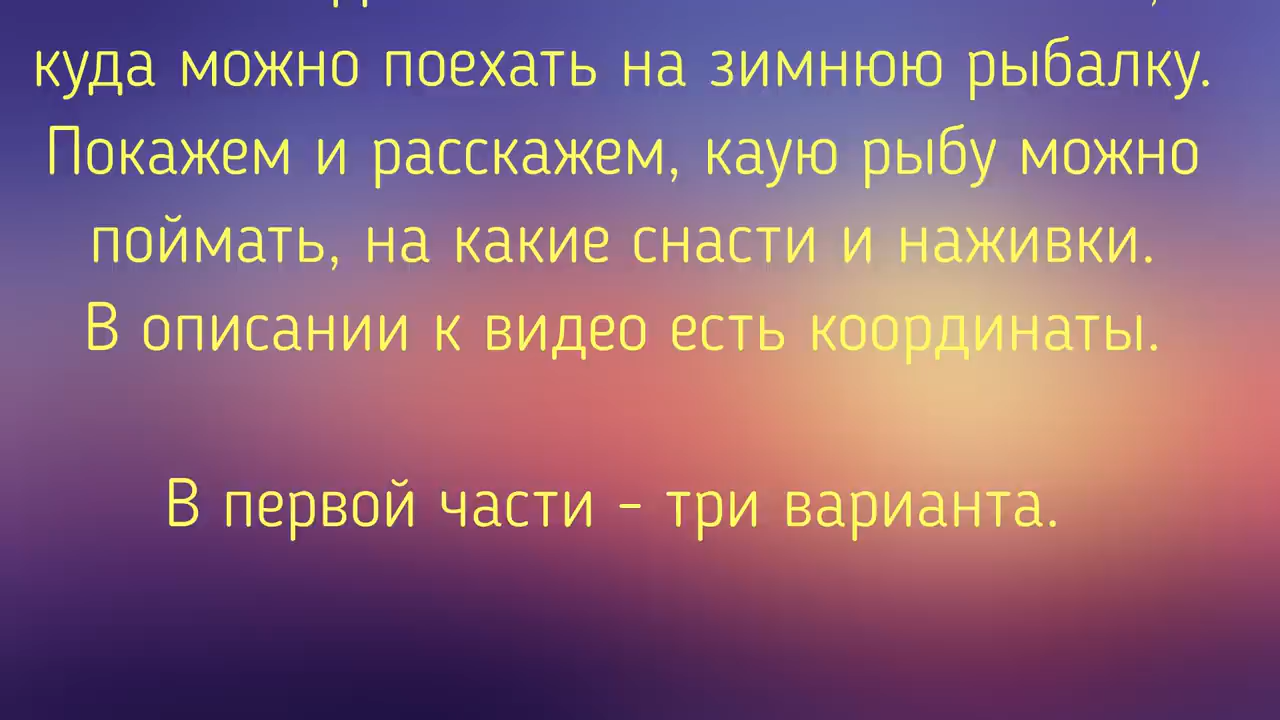 куда можно поехать на зимнюю рыбалку.
Покажем и расскажем, каую рыбу можно
поймать, на какие снасти и наживки.
В описании к видео есть координаты.
В первой части - три варианта.